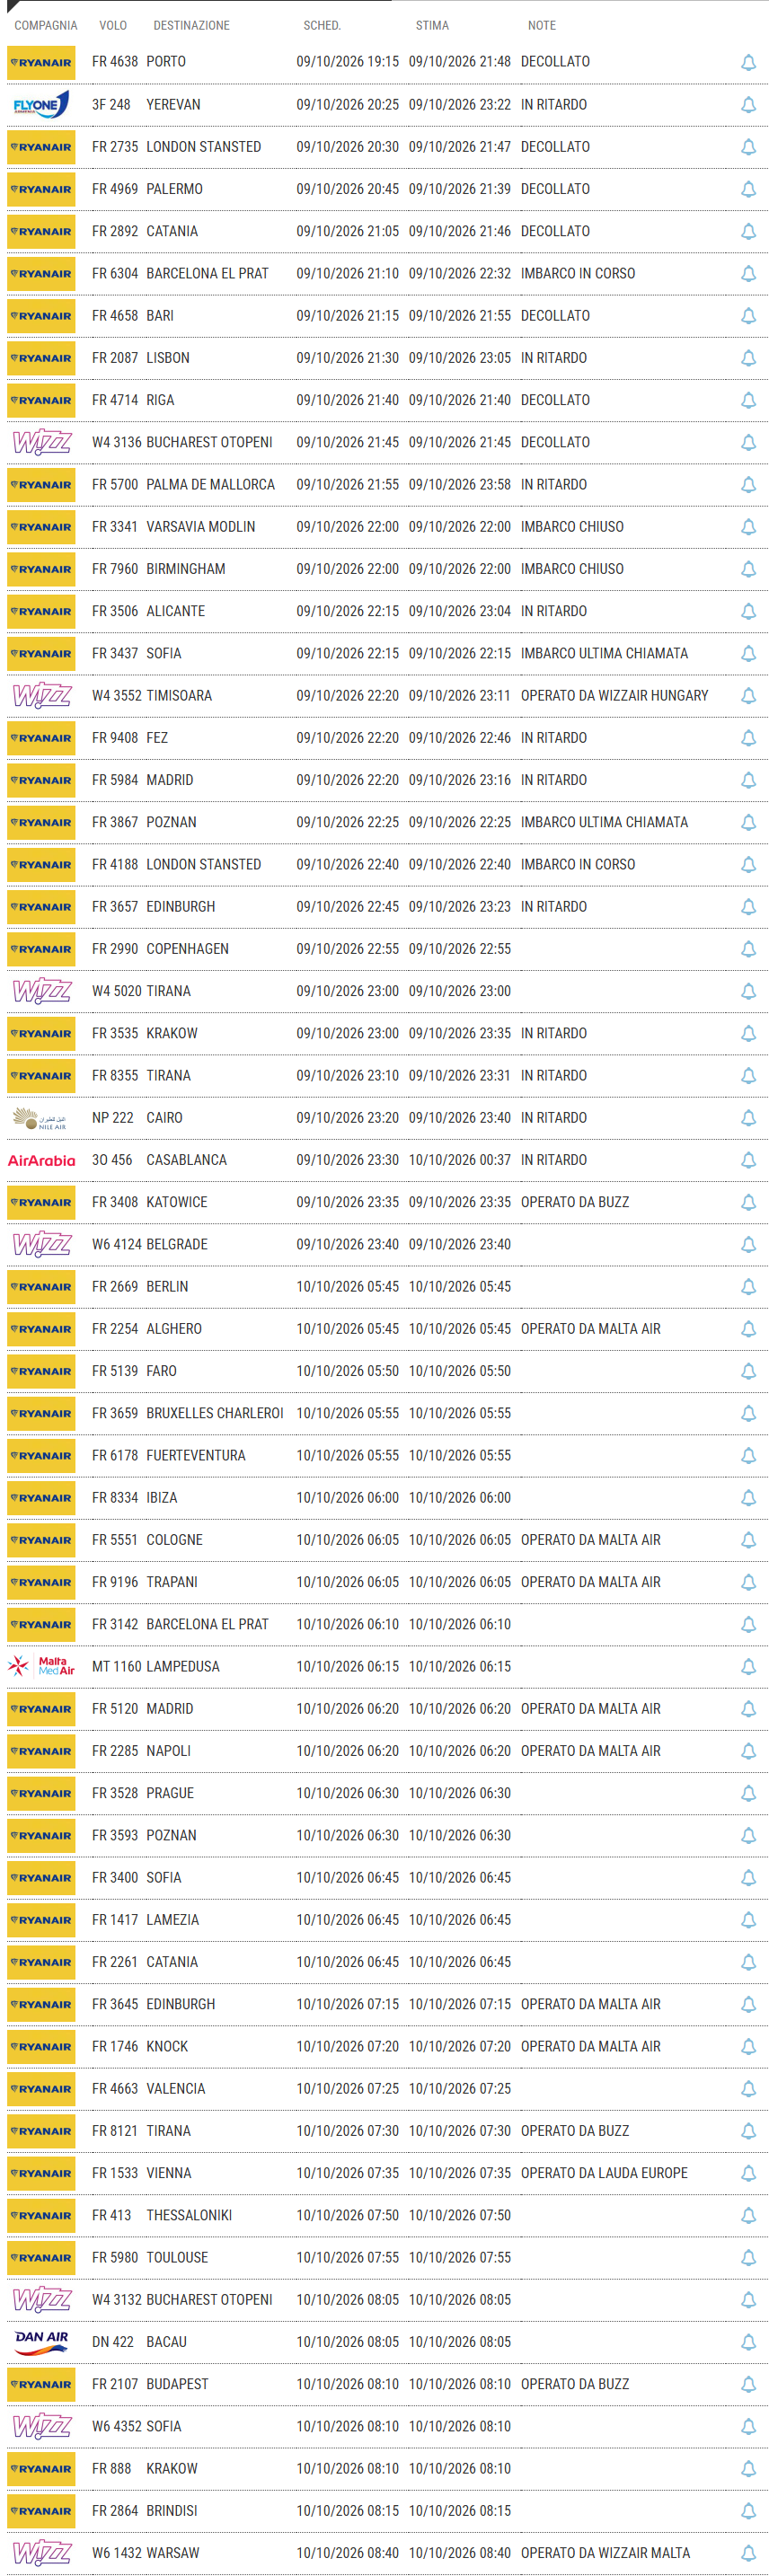 COMPAGNIA VOLO DESTINAZIONE SCHED. STIMA NOTE
RYANAIR FR 4638 PORTO 09/10/2026 19:15 09/10/2026 21:48 DECOLLATO
FLYONE 3F 248 YEREVAN 09/10/2026 20:25 09/10/2026 23:22 IN RITARDO
RYANAIR FR 2735 LONDON STANSTED 09/10/2026 20:30 09/10/2026 21:47 DECOLLATO
RYANAIR FR 4969 PALERMO 09/10/2026 20:45 09/10/2026 21:39 DECOLLATO
RYANAIR FR 2892 CATANIA 09/10/2026 21:05 09/10/2026 21:46 DECOLLATO
RYANAIR FR 6304 BARCELONA EL PRAT 09/10/2026 21:10 09/10/2026 22:32 IMBARCO IN CORSO
RYANAIR FR 4658 BARI 09/10/2026 21:15 09/10/2026 21:55 DECOLLATO
RYANAIR FR 2087 LISBON 09/10/2026 21:30 09/10/2026 23:05 IN RITARDO
RYANAIR FR 4714 RIGA 09/10/2026 21:40 09/10/2026 21:40 DECOLLATO
WIZZ W4 3136 BUCHAREST OTOPENI 09/10/2026 21:45 09/10/2026 21:45 DECOLLATO
RYANAIR FR 5700 PALMA DE MALLORCA 09/10/2026 21:55 09/10/2026 23:58 IN RITARDO
RYANAIR FR 3341 VARSAVIA MODLIN 09/10/2026 22:00 09/10/2026 22:00 IMBARCO CHIUSO
RYANAIR FR 7960 BIRMINGHAM 09/10/2026 22:00 09/10/2026 22:00 IMBARCO CHIUSO
RYANAIR FR 3506 ALICANTE 09/10/2026 22:15 09/10/2026 23:04 IN RITARDO
RYANAIR FR 3437 SOFIA 09/10/2026 22:15 09/10/2026 22:15 IMBARCO ULTIMA CHIAMATA
WIZZ W4 3552 TIMISOARA 09/10/2026 22:20 09/10/2026 23:11 OPERATO DA WIZZAIR HUNGARY
RYANAIR FR 9408 FEZ 09/10/2026 22:20 09/10/2026 22:46 IN RITARDO
RYANAIR FR 5984 MADRID 09/10/2026 22:20 09/10/2026 23:16 IN RITARDO
RYANAIR FR 3867 POZNAN 09/10/2026 22:25 09/10/2026 22:25 IMBARCO ULTIMA CHIAMATA
RYANAIR FR 4188 LONDON STANSTED 09/10/2026 22:40 09/10/2026 22:40 IMBARCO IN CORSO
RYANAIR FR 3657 EDINBURGH 09/10/2026 22:45 09/10/2026 23:23 IN RITARDO
RYANAIR FR 2990 COPENHAGEN 09/10/2026 22:55 09/10/2026 22:55
WIZZ W4 5020 TIRANA 09/10/2026 23:00 09/10/2026 23:00
RYANAIR FR 3535 KRAKOW 09/10/2026 23:00 09/10/2026 23:35 IN RITARDO
RYANAIR FR 8355 TIRANA 09/10/2026 23:10 09/10/2026 23:31 IN RITARDO
النيل للطيران NILE AIR NP 222 CAIRO 09/10/2026 23:20 09/10/2026 23:40 IN RITARDO
AirArabia 3O 456 CASABLANCA 09/10/2026 23:30 10/10/2026 00:37 IN RITARDO
RYANAIR FR 3408 KATOWICE 09/10/2026 23:35 09/10/2026 23:35 OPERATO DA BUZZ
WIZZ W6 4124 BELGRADE 09/10/2026 23:40 09/10/2026 23:40
RYANAIR FR 2669 BERLIN 10/10/2026 05:45 10/10/2026 05:45
RYANAIR FR 2254 ALGHERO 10/10/2026 05:45 10/10/2026 05:45 OPERATO DA MALTA AIR
RYANAIR FR 5139 FARO 10/10/2026 05:50 10/10/2026 05:50
RYANAIR FR 3659 BRUXELLES CHARLEROI 10/10/2026 05:55 10/10/2026 05:55
RYANAIR FR 6178 FUERTEVENTURA 10/10/2026 05:55 10/10/2026 05:55
RYANAIR FR 8334 IBIZA 10/10/2026 06:00 10/10/2026 06:00
RYANAIR FR 5551 COLOGNE 10/10/2026 06:05 10/10/2026 06:05 OPERATO DA MALTA AIR
RYANAIR FR 9196 TRAPANI 10/10/2026 06:05 10/10/2026 06:05 OPERATO DA MALTA AIR
RYANAIR FR 3142 BARCELONA EL PRAT 10/10/2026 06:10 10/10/2026 06:10
Malta MedAir MT 1160 LAMPEDUSA 10/10/2026 06:15 10/10/2026 06:15
RYANAIR FR 5120 MADRID 10/10/2026 06:20 10/10/2026 06:20 OPERATO DA MALTA AIR
RYANAIR FR 2285 NAPOLI 10/10/2026 06:20 10/10/2026 06:20 OPERATO DA MALTA AIR
RYANAIR FR 3528 PRAGUE 10/10/2026 06:30 10/10/2026 06:30
RYANAIR FR 3593 POZNAN 10/10/2026 06:30 10/10/2026 06:30
RYANAIR FR 3400 SOFIA 10/10/2026 06:45 10/10/2026 06:45
RYANAIR FR 1417 LAMEZIA 10/10/2026 06:45 10/10/2026 06:45
RYANAIR FR 2261 CATANIA 10/10/2026 06:45 10/10/2026 06:45
RYANAIR FR 3645 EDINBURGH 10/10/2026 07:15 10/10/2026 07:15 OPERATO DA MALTA AIR
RYANAIR FR 1746 KNOCK 10/10/2026 07:20 10/10/2026 07:20 OPERATO DA MALTA AIR
RYANAIR FR 4663 VALENCIA 10/10/2026 07:25 10/10/2026 07:25
RYANAIR FR 8121 TIRANA 10/10/2026 07:30 10/10/2026 07:30 OPERATO DA BUZZ
RYANAIR FR 1533 VIENNA 10/10/2026 07:35 10/10/2026 07:35 OPERATO DA LAUDA EUROPE
RYANAIR FR 413 THESSALONIKI 10/10/2026 07:50 10/10/2026 07:50
RYANAIR FR 5980 TOULOUSE 10/10/2026 07:55 10/10/2026 07:55
WIZZ W4 3132 BUCHAREST OTOPENI 10/10/2026 08:05 10/10/2026 08:05
DAN AIR DN 422 BACAU 10/10/2026 08:05 10/10/2026 08:05
RYANAIR FR 2107 BUDAPEST 10/10/2026 08:10 10/10/2026 08:10 OPERATO DA BUZZ
WIZZ W6 4352 SOFIA 10/10/2026 08:10 10/10/2026 08:10
RYANAIR FR 888 KRAKOW 10/10/2026 08:10 10/10/2026 08:10
RYANAIR FR 2864 BRINDISI 10/10/2026 08:15 10/10/2026 08:15
WIZZ W6 1432 WARSAW 10/10/2026 08:40 10/10/2026 08:40 OPERATO DA WIZZAIR MALTA